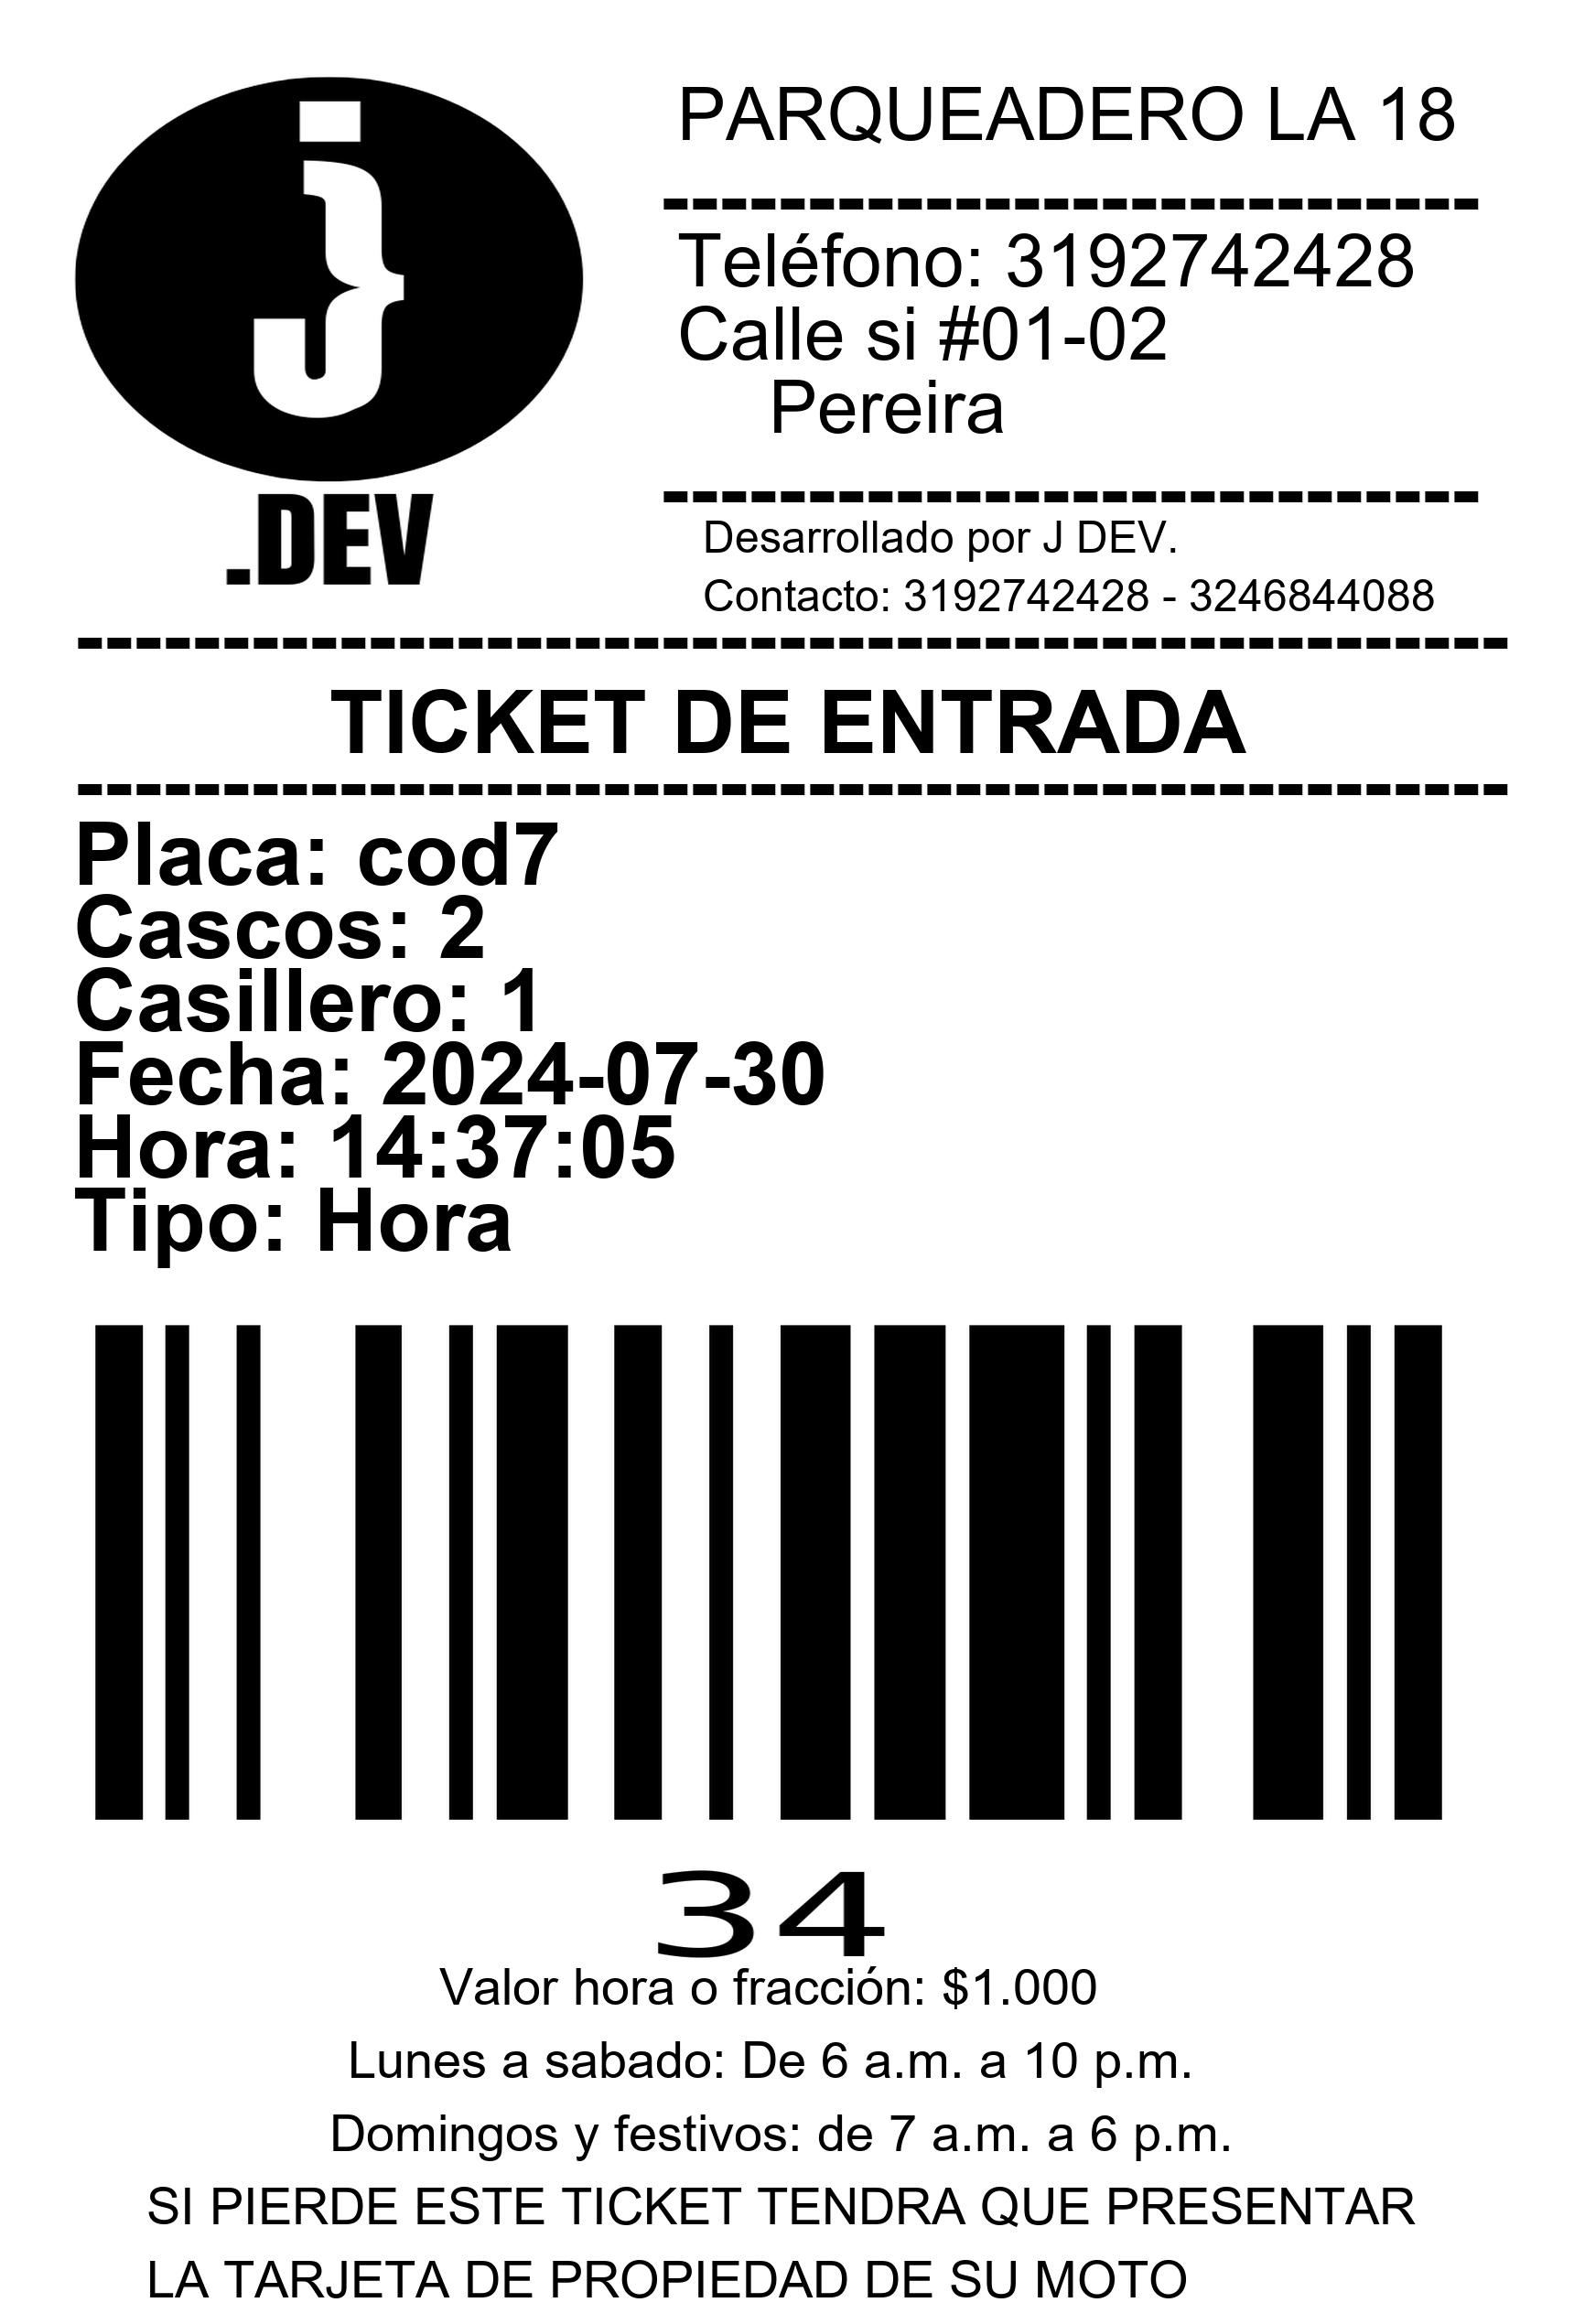 j
.DEV
PARQUEADERO LA 18
----------------------------
Teléfono: 3192742428
Calle si #01-02
Pereira
----------------------------
Desarrollado por J DEV.
Contacto: 3192742428 - 3246844088
-------------------------------------------------
TICKET DE ENTRADA
-------------------------------------------------
Placa: cod7
Cascos: 2
Casillero: 1
Fecha: 2024-07-30
Hora: 14:37:05
Tipo: Hora
34
Valor hora o fracción: $1.000
Lunes a sabado: De 6 a.m. a 10 p.m.
Domingos y festivos: de 7 a.m. a 6 p.m.
SI PIERDE ESTE TICKET TENDRA QUE PRESENTAR
LA TARJETA DE PROPIEDAD DE SU MOTO